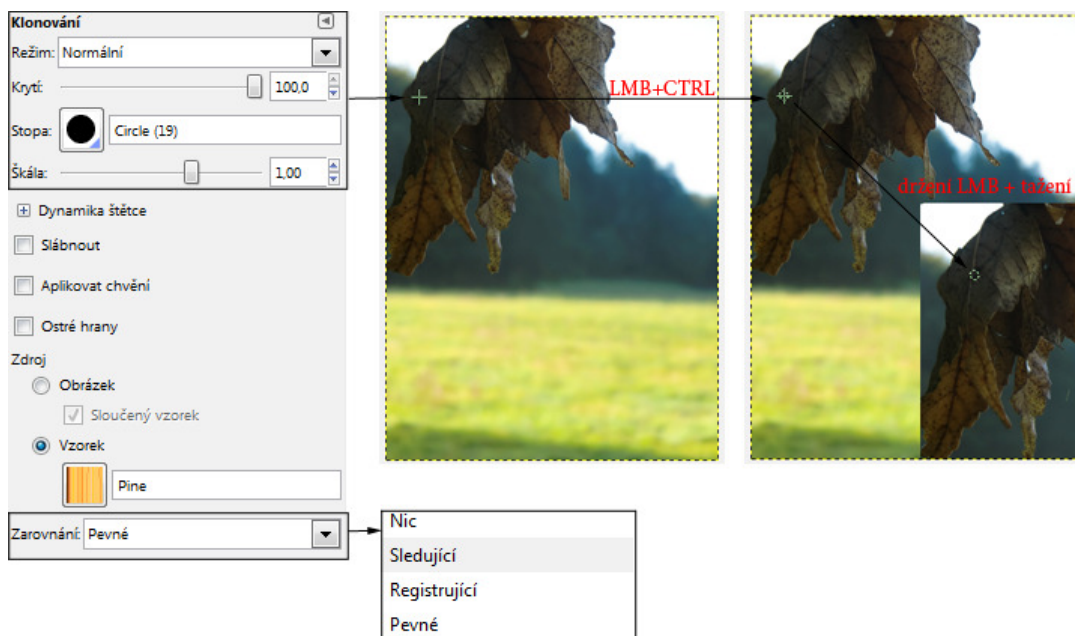 Klonování
Režim: Normální
Krytí: 100,0
Stopa: Circle (19)
Škála: 1,00
Dynamika štětce
Slábnout
Aplikovat chvění
Ostré hrany
Zdroj
Obrázek
Sloučený vzorek
Vzorek
Pine
Zarovnání: Pevné
LMB+CTRL
držení LMB + tažení
Nic
Sledující
Registrující
Pevné